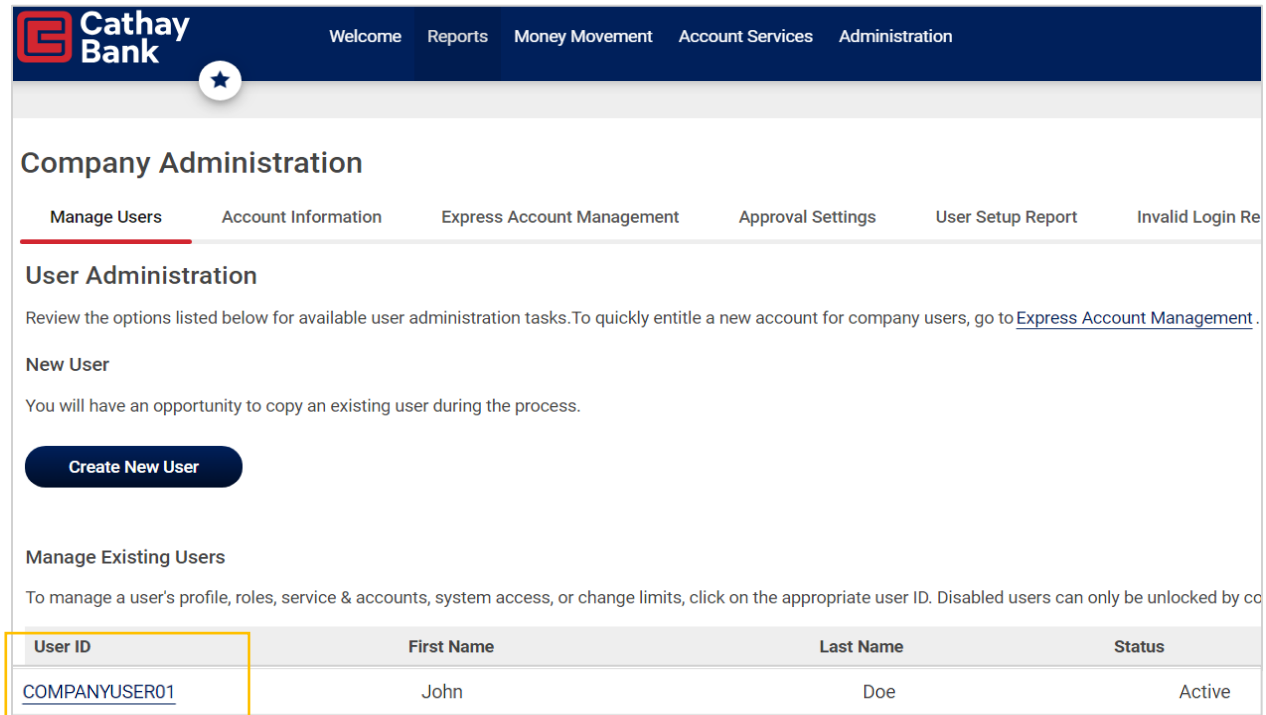 Cathay
Bank
Welcome Reports Money Movement Account Services Administration
Company Administration
Manage Users Account Information Express Account Management Approval Settings User Setup Report Invalid Login Re
User Administration
Review the options listed below for available user administration tasks.To quickly entitle a new account for company users, go to Express Account Management .
New User
You will have an opportunity to copy an existing user during the process.
Create New User
Manage Existing Users
To manage a user's profile, roles, service & accounts, system access, or change limits, click on the appropriate user ID. Disabled users can only be unlocked by co
User ID First Name Last Name Status
COMPANYUSER01 John Doe Active